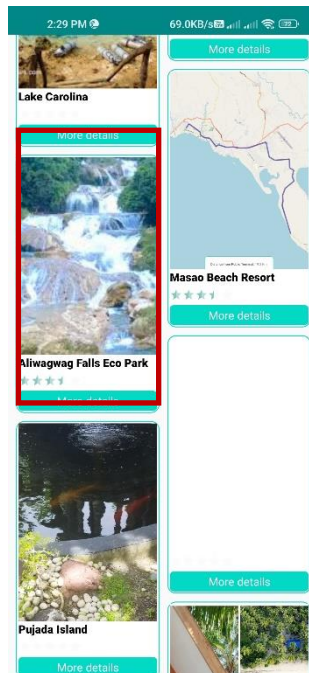 2:29 PM
69.0KB/s
Lake Carolina
More details
Aliwagwag Falls Eco Park
More details
Pujada Island
More details
More details
Masao Beach Resort
More details
More details